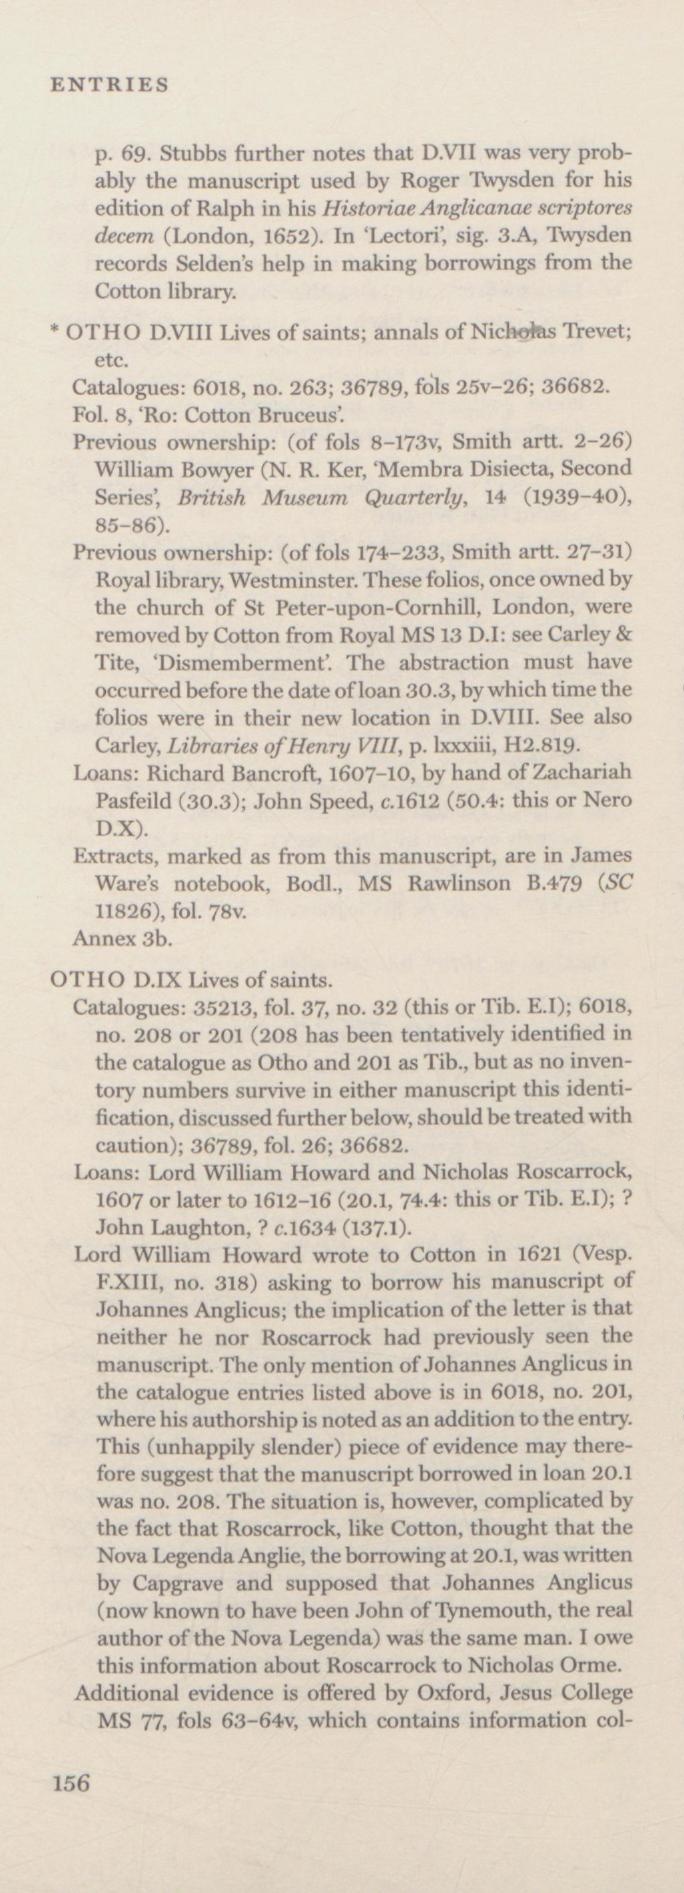 ENTRIES
p. 69. Stubbs further notes that D.VII was very prob-
ably the manuscript used by Roger Twysden for his
edition of Ralph in his Historiae Anglicanae scriptores
decem (London, 1652). In ‘Lectori’, sig. 3.A, Twysden
records Selden’s help in making borrowings from the
Cotton library.
* OTHO D.VIII Lives of saints; annals of Nicholas Trevet;
etc.
Catalogues: 6018, no. 263; 36789, fols 25v–26; 36682.
Fol. 8, ‘Ro: Cotton Bruceus’.
Previous ownership: (of fols 8–173v, Smith artt. 2–26)
William Bowyer (N. R. Ker, ‘Membra Disiecta, Second
Series’, British Museum Quarterly, 14 (1939–40),
85–86).
Previous ownership: (of fols 174–233, Smith artt. 27–31)
Royal library, Westminster. These folios, once owned by
the church of St Peter-upon-Cornhill, London, were
removed by Cotton from Royal MS 13 D.I: see Carley &
Tite, ‘Dismemberment’. The abstraction must have
occurred before the date of loan 30.3, by which time the
folios were in their new location in D.VIII. See also
Carley, Libraries of Henry VIII, p. lxxxiii, H2.819.
Loans: Richard Bancroft, 1607–10, by hand of Zachariah
Pasfeild (30.3); John Speed, c.1612 (50.4: this or Nero
D.X).
Extracts, marked as from this manuscript, are in James
Ware’s notebook, Bodl., MS Rawlinson B.479 (SC
11826), fol. 78v.
Annex 3b.
OTHO D.IX Lives of saints.
Catalogues: 35213, fol. 37, no. 32 (this or Tib. E.I); 6018,
no. 208 or 201 (208 has been tentatively identified in
the catalogue as Otho and 201 as Tib., but as no inven-
tory numbers survive in either manuscript this identi-
fication, discussed further below, should be treated with
caution); 36789, fol. 26; 36682.
Loans: Lord William Howard and Nicholas Roscarrock,
1607 or later to 1612–16 (20.1, 74.4: this or Tib. E.I); ?
John Laughton, ? c.1634 (137.1).
Lord William Howard wrote to Cotton in 1621 (Vesp.
F.XIII, no. 318) asking to borrow his manuscript of
Johannes Anglicus; the implication of the letter is that
neither he nor Roscarrock had previously seen the
manuscript. The only mention of Johannes Anglicus in
the catalogue entries listed above is in 6018, no. 201,
where his authorship is noted as an addition to the entry.
This (unhappily slender) piece of evidence may there-
fore suggest that the manuscript borrowed in loan 20.1
was no. 208. The situation is, however, complicated by
the fact that Roscarrock, like Cotton, thought that the
Nova Legenda Anglie, the borrowing at 20.1, was written
by Capgrave and supposed that Johannes Anglicus
(now known to have been John of Tynemouth, the real
author of the Nova Legenda) was the same man. I owe
this information about Roscarrock to Nicholas Orme.
Additional evidence is offered by Oxford, Jesus College
MS 77, fols 63–64v, which contains information col-
156